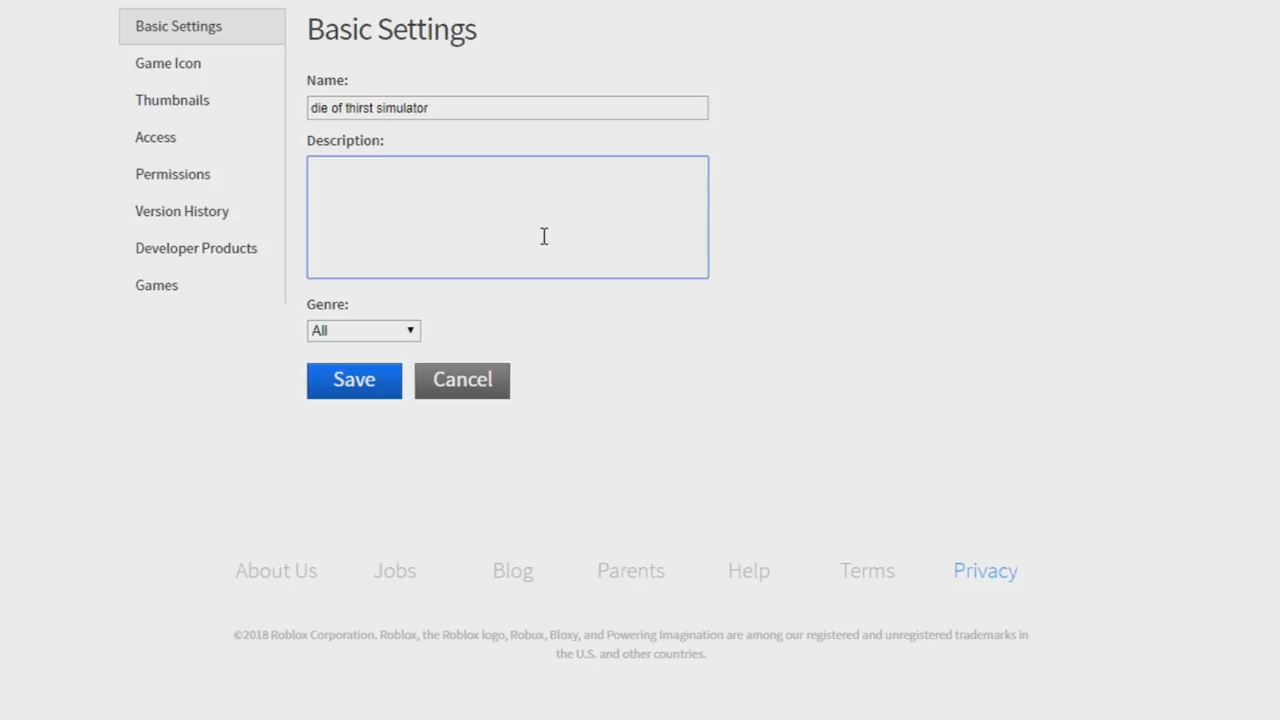 Basic Settings
Game Icon
Thumbnails
Access
Permissions
Version History
Developer Products
Games
Basic Settings
Name:
die of thirst simulator
Description:
Genre:
All
Save Cancel
About Us Jobs Blog Parents Help Terms Privacy
©2018 Roblox Corporation. Roblox, the Roblox logo, Robux, Bloxy, and Powering Imagination are among our registered and unregistered trademarks in
the U.S. and other countries.